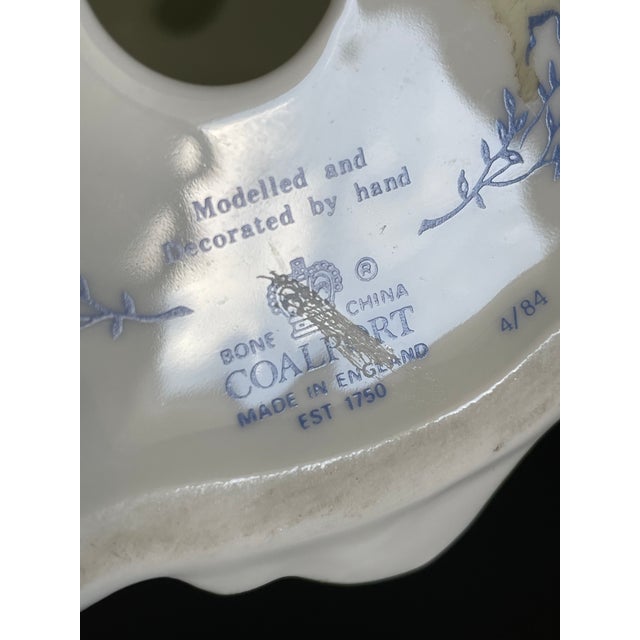 Modelled and
Decorated by hand
®
BONE CHINA
COALPORT
MADE IN ENGLAND
EST 1750
4/84